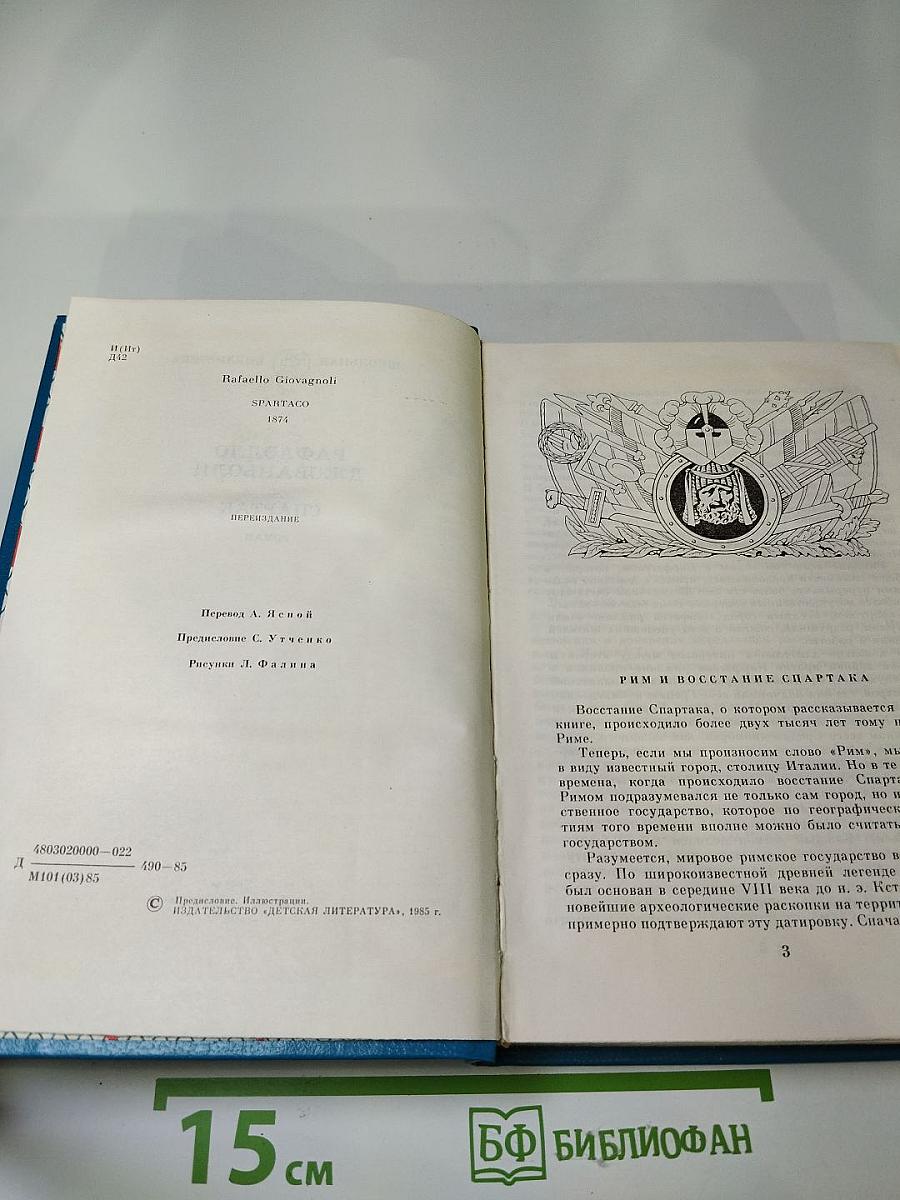 И(Ит)
Д42
Rafaello Giovagnoli
SPARTACO
1874
ПЕРЕИЗДАНИЕ
Перевод А. Ясной
Предисловие С. Утченко
Рисунки Л. Фалина
Д 4803020000—022 490—85
М101(03)85
© Предисловие. Иллюстрации.
ИЗДАТЕЛЬСТВО «ДЕТСКАЯ ЛИТЕРАТУРА», 1985 г.
РИМ И ВОССТАНИЕ СПАРТАКА
Восстание Спартака, о котором рассказывается
книге, происходило более двух тысяч лет тому н
Риме.
Теперь, если мы произносим слово «Рим», мы
в виду известный город, столицу Италии. Но в те
времена, когда происходило восстание Спарта
Римом подразумевался не только сам город, но и
ственное государство, которое по географическ
тиям того времени вполне можно было считать
государством.
Разумеется, мировое римское государство в
сразу. По широкоизвестной древней легенде
был основан в середине VIII века до н. э. Кст
новейшие археологические раскопки на террит
примерно подтверждают эту датировку. Снача
3
15 см
БФ БИБЛИОФАН